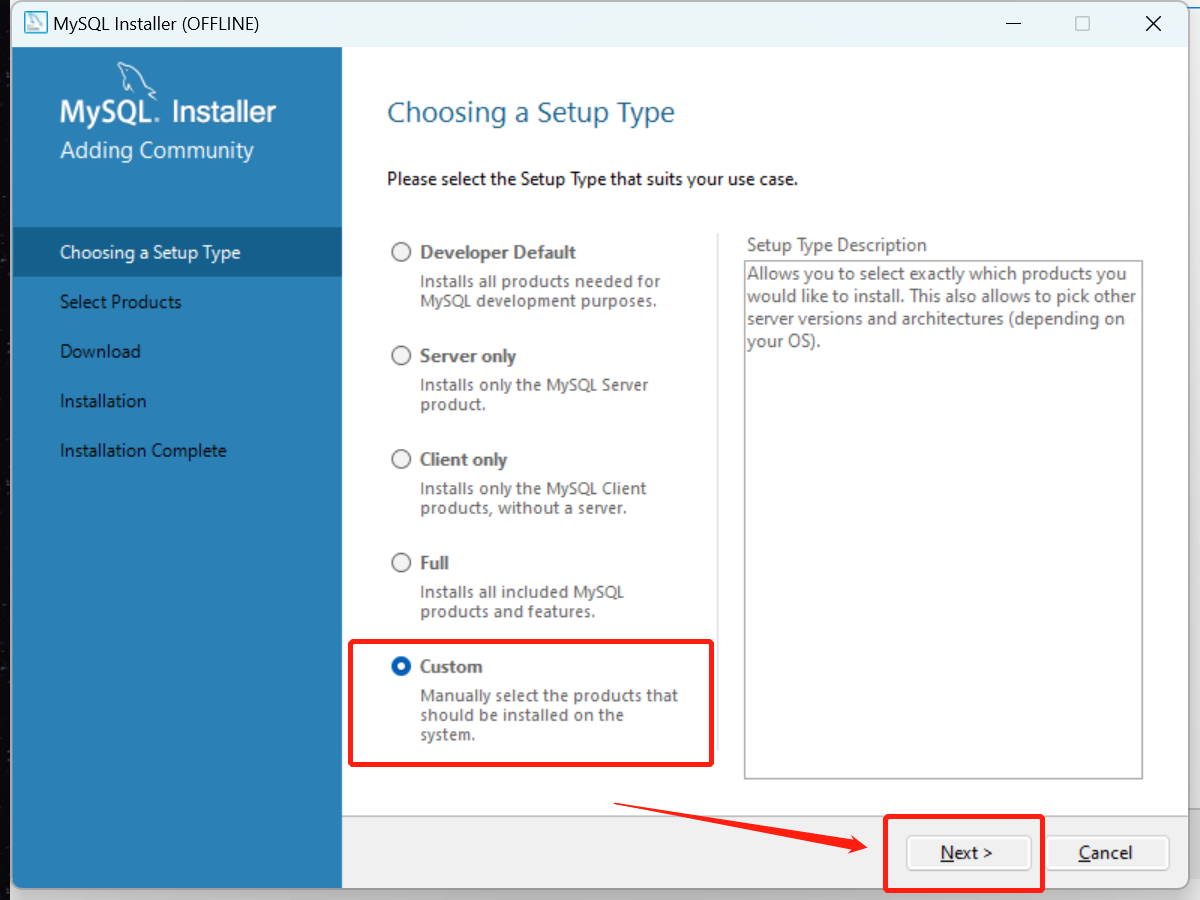 MySQL Installer (OFFLINE)
MySQL. Installer
Adding Community
Choosing a Setup Type
Select Products
Download
Installation
Installation Complete
Choosing a Setup Type
Please select the Setup Type that suits your use case.
Developer Default
Installs all products needed for
MySQL development purposes.
Server only
Installs only the MySQL Server
product.
Client only
Installs only the MySQL Client
products, without a server.
Full
Installs all included MySQL
products and features.
Custom
Manually select the products that
should be installed on the
system.
Setup Type Description
Allows you to select exactly which products you
would like to install. This also allows to pick other
server versions and architectures (depending on
your OS).
Next >
Cancel